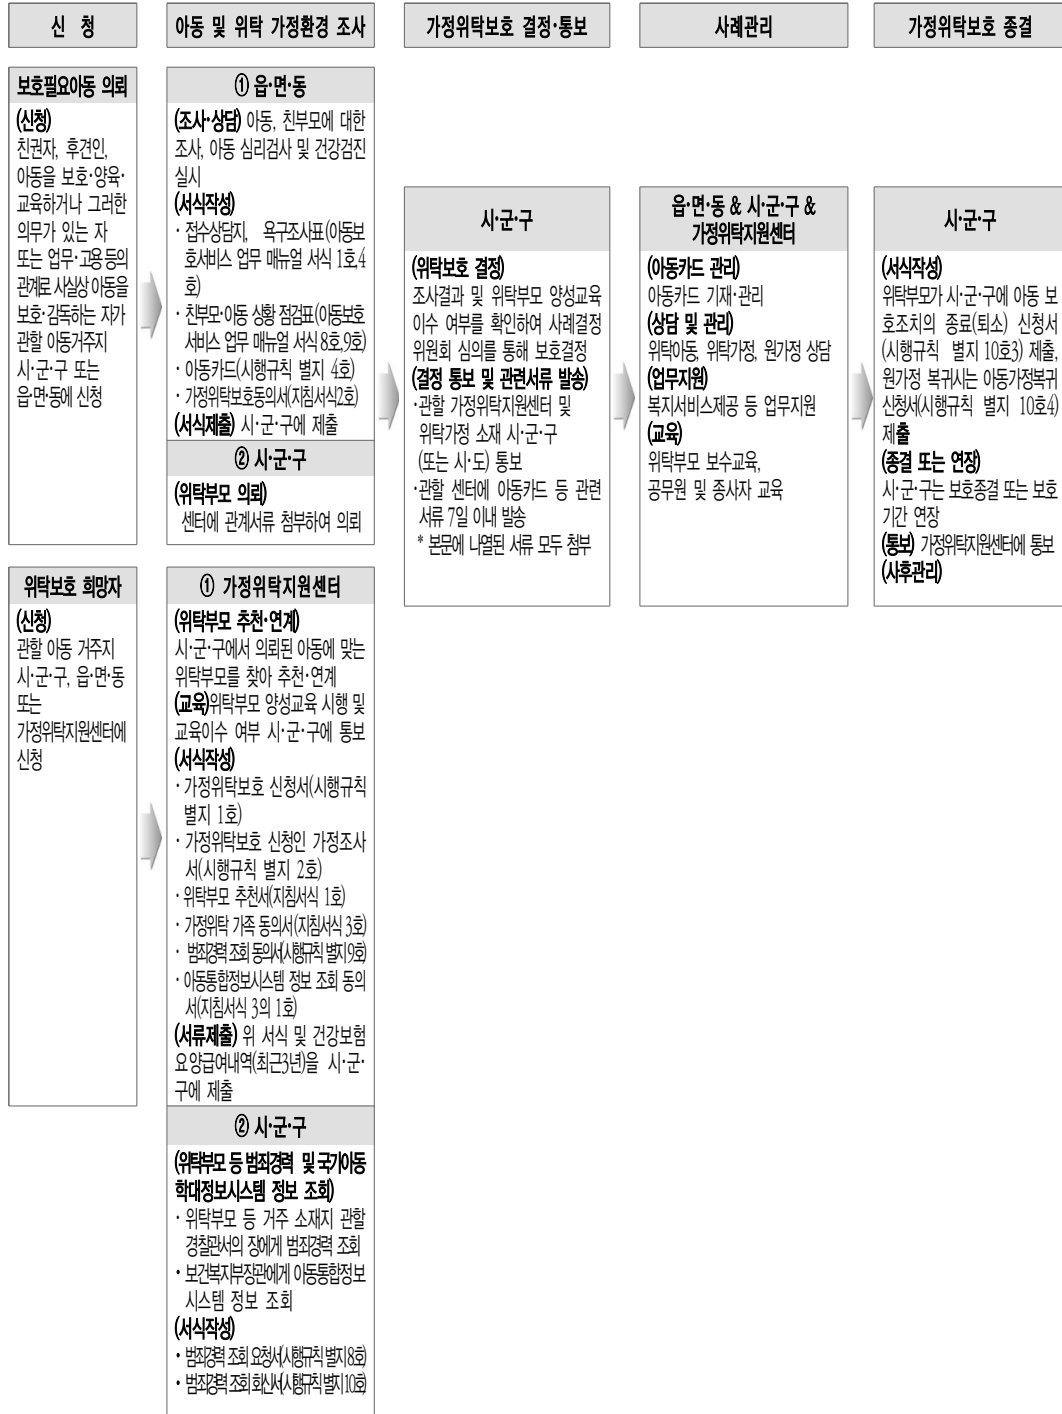 신 청
아동 및 위탁 가정환경 조사
가정위탁보호 결정·통보
사례관리
가정위탁보호 종결
보호필요아동 의뢰
(신청)
친권자, 후견인,
아동을 보호·양육·
교육하거나 그러한
의무가 있는 자
또는 업무·고용 등의
관계로 사실상 아동을
보호·감독하는 자가
관할 아동거주지
시·군·구 또는
읍·면·동에 신청
① 읍·면·동
(조사·상담) 아동, 친부모에 대한
조사, 아동 심리검사 및 건강검진
실시
(서식작성)
· 접수상담지, 욕구조사표(아동보
호서비스 업무 매뉴얼 서식 1호,4
호)
· 친부모·아동 상황 점검표(아동보호
서비스 업무 매뉴얼 서식 8호,9호)
· 아동카드(시행규칙 별지 4호)
· 가정위탁보호동의서(지침서식2호)
(서식제출) 시·군·구에 제출
② 시·군·구
(위탁부모 의뢰)
센터에 관계서류 첨부하여 의뢰
시·군·구
(위탁보호 결정)
조사결과 및 위탁부모 양성교육
이수 여부를 확인하여 사례결정
위원회 심의를 통해 보호결정
(결정 통보 및 관련서류 발송)
·관할 가정위탁지원센터 및
위탁가정 소재 시·군·구
(또는 시·도) 통보
·관할 센터에 아동카드 등 관련
서류 7일 이내 발송
* 본문에 나열된 서류 모두 첨부
읍·면·동 & 시·군·구 &
가정위탁지원센터
(아동카드 관리)
아동카드 기재·관리
(상담 및 관리)
위탁아동, 위탁가정, 원가정 상담
(업무지원)
복지서비스제공 등 업무지원
(교육)
위탁부모 보수교육,
공무원 및 종사자 교육
시·군·구
(서식작성)
위탁부모가 시·군·구에 아동 보
호조치의 종료(퇴소) 신청서
(시행규칙 별지 10호3) 제출,
원가정 복귀시는 아동가정복귀
신청서(시행규칙 별지 10호4)
제출
(종결 또는 연장)
시·군·구는 보호종결 또는 보호
기간 연장
(통보) 가정위탁지원센터에 통보
(사후관리)
위탁보호 희망자
(신청)
관할 아동 거주지
시·군·구, 읍·면·동
또는
가정위탁지원센터에
신청
① 가정위탁지원센터
(위탁부모 추천·연계)
시·군·구에서 의뢰된 아동에 맞는
위탁부모를 찾아 추천·연계
(교육)위탁부모 양성교육 시행 및
교육이수 여부 시·군·구에 통보
(서식작성)
· 가정위탁보호 신청서(시행규칙
별지 1호)
· 가정위탁보호 신청인 가정조사
서(시행규칙 별지 2호)
· 위탁부모 추천서(지침서식 1호)
· 가정위탁 가족 동의서(지침서식 3호)
· 범죄경력 조회 동의서(시행규칙 별지9호)
· 아동통합정보시스템 정보 조회 동의
서(지침서식 3의 1호)
(서류제출) 위 서식 및 건강보험
요양급여내역(최근3년)을 시·군·
구에 제출
② 시·군·구
(위탁부모 등 범죄경력 및 국가아동
학대정보시스템 정보 조회)
· 위탁부모 등 거주 소재지 관할
경찰관서의 장에게 범죄경력 조회
• 보건복지부장관에게 아동통합정보
시스템 정보 조회
(서식작성)
• 범죄경력 조회 요청서(시행규칙 별지8호)
• 범죄경력 조회 회신서(시행규칙 별지10호)